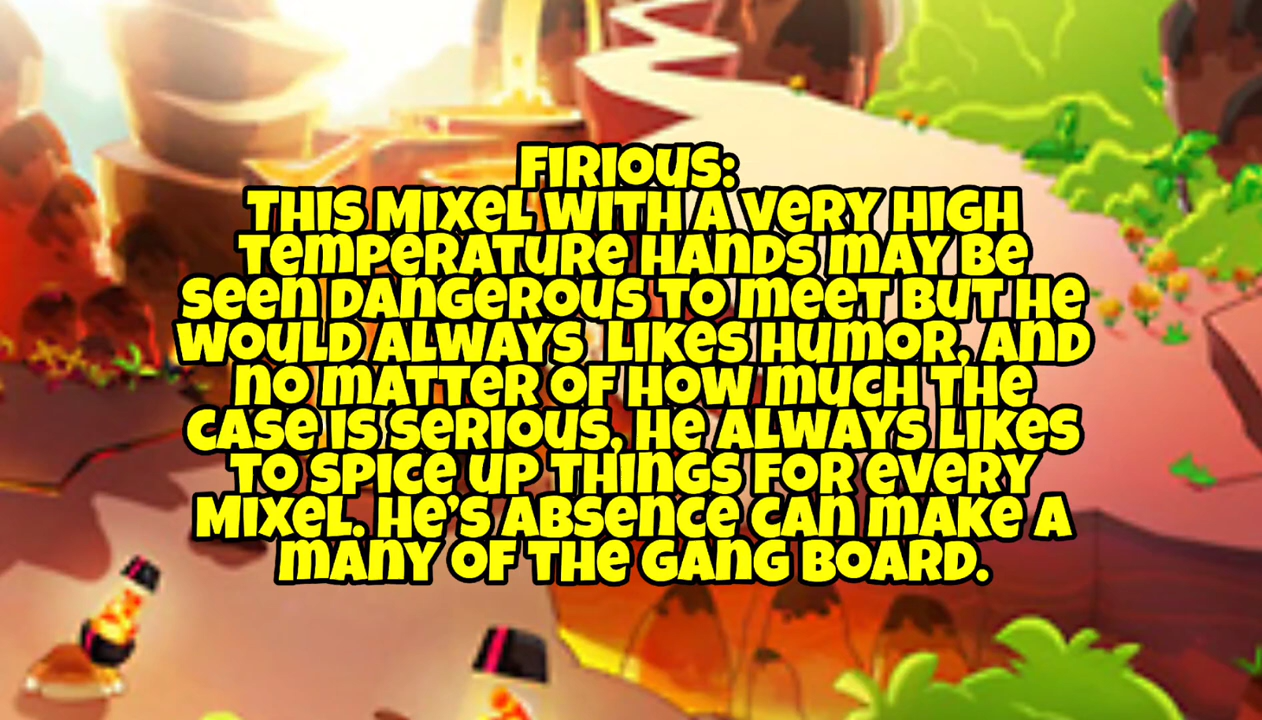 FIRIOUS:
THIS MIXEL WITH A VERY HIGH
TEMPERATURE HANDS MAY BE
SEEN DANGEROUS TO MEET BUT HE
WOULD ALWAYS LIKES HUMOR, AND
NO MATTER OF HOW MUCH THE
CASE IS SERIOUS, HE ALWAYS LIKES
TO SPICE UP THINGS FOR EVERY
MIXEL. HE'S ABSENCE CAN MAKE A
MANY OF THE GANG BOARD.